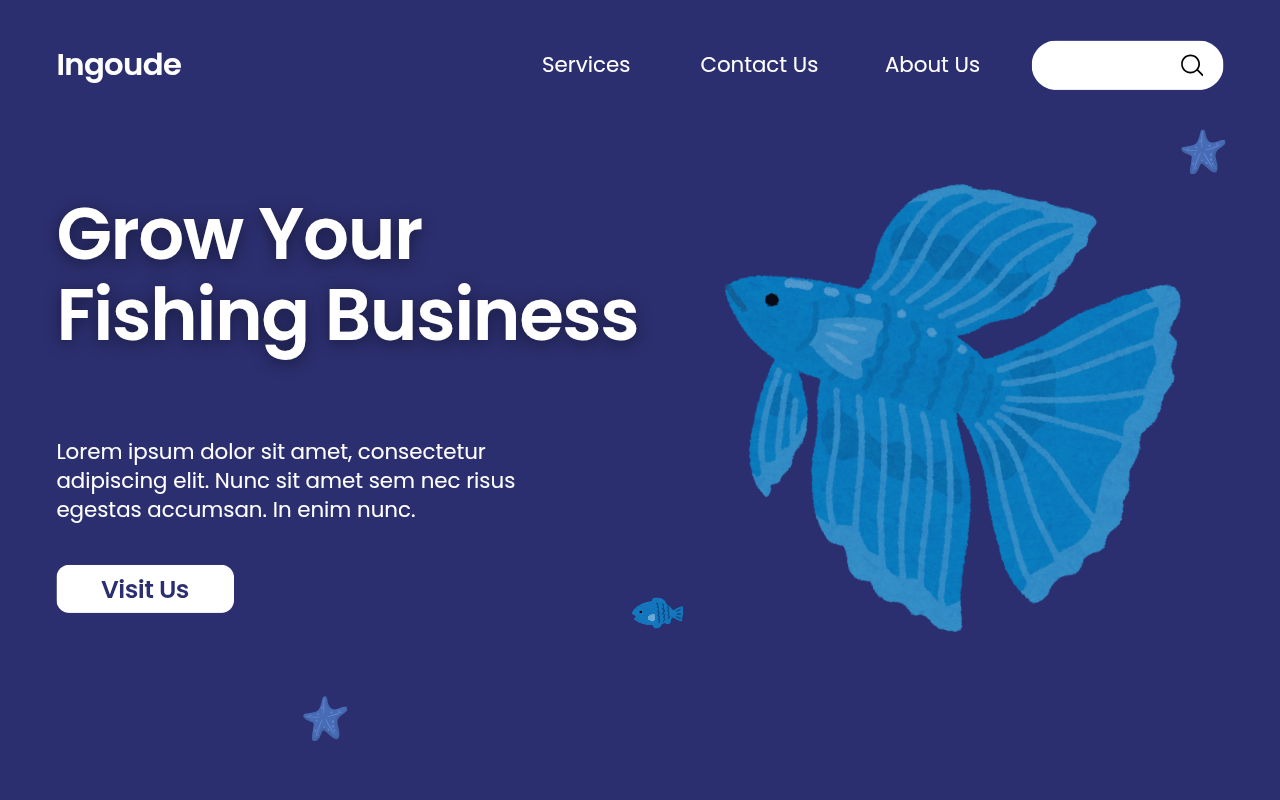 Ingoude
Services
Contact Us
About Us
Grow Your
Fishing Business
Lorem ipsum dolor sit amet, consectetur
adipiscing elit. Nunc sit amet sem nec risus
egestas accumsan. In enim nunc.
Visit Us